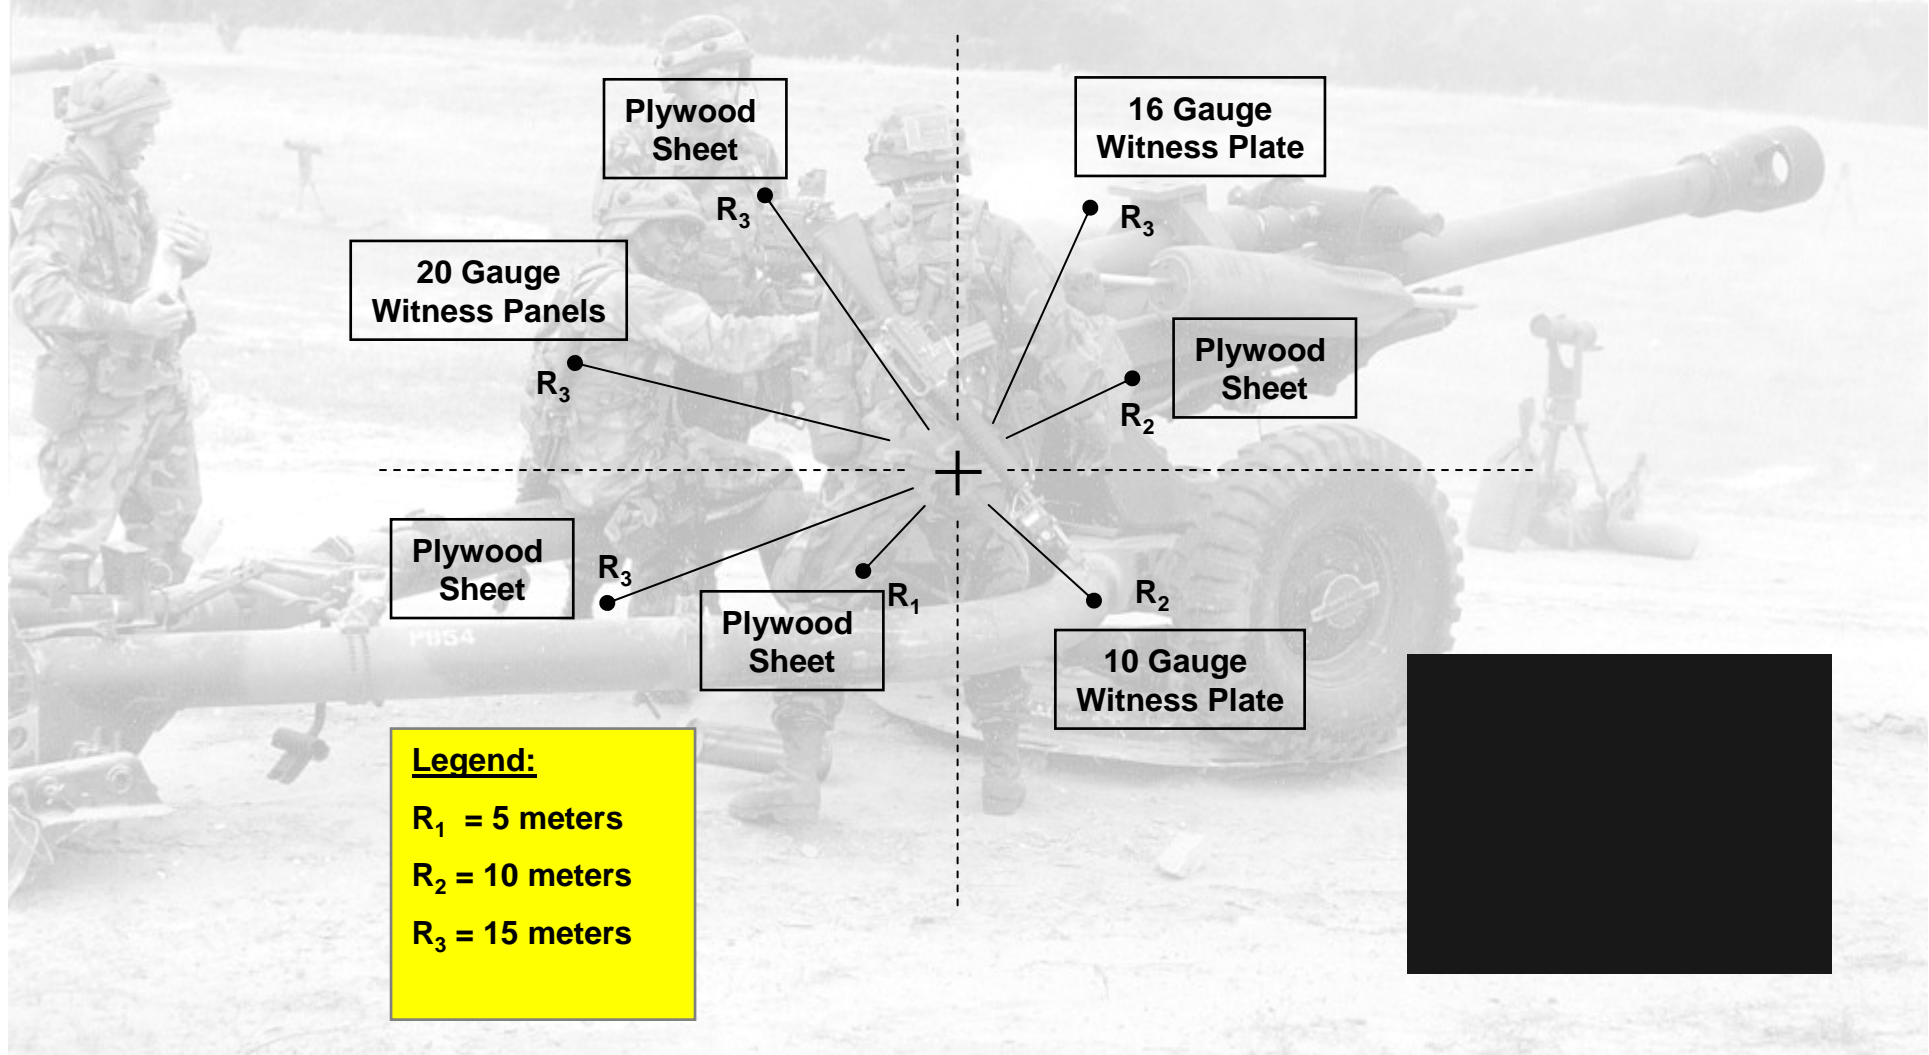 Plywood
Sheet
R₃
16 Gauge
Witness Plate
R₃
20 Gauge
Witness Panels
R₃
Plywood
Sheet
R₂
Plywood
Sheet
R₃
Plywood
Sheet
R₁
R₂
10 Gauge
Witness Plate
P854
Legend:
R₁ = 5 meters
R₂ = 10 meters
R₃ = 15 meters